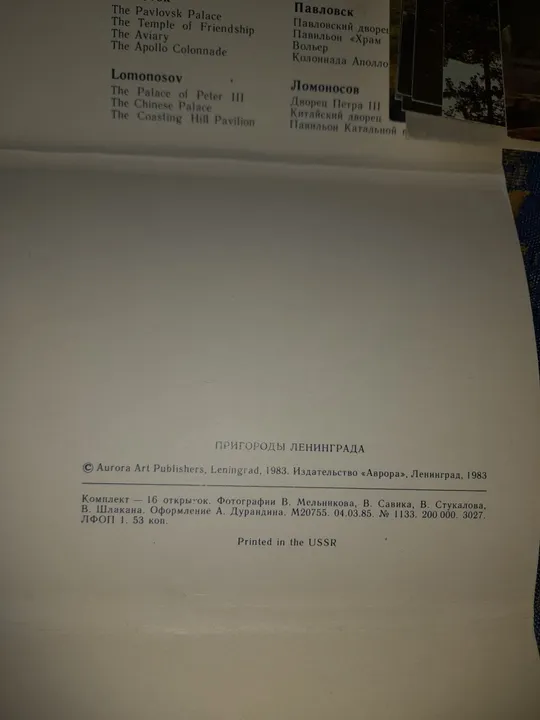 The Pavlovsk Palace
The Temple of Friendship
The Aviary
The Apollo Colonnade
Lomonosov
The Palace of Peter III
The Chinese Palace
The Coasting Hill Pavilion
Павловск
Павловский дворец
Павильон «Храм
Вольер
Колоннада Аполло
Ломоносов
Дворец Петра III
Китайский дворец
Павильон Катальной
ПРИГОРОДЫ ЛЕНИНГРАДА
© Aurora Art Publishers, Leningrad, 1983. Издательство «Аврора», Ленинград, 1983
Комплект — 16 откры-ок. Фотографии В. Мельникова, В. Савика, В. Стукалова,
В. Шлакана. Оформление А. Дурандина. М20755. 04.03.85. № 1133. 200 000. 3027.
ЛФОП 1. 53 коп.
Printed in the USSR